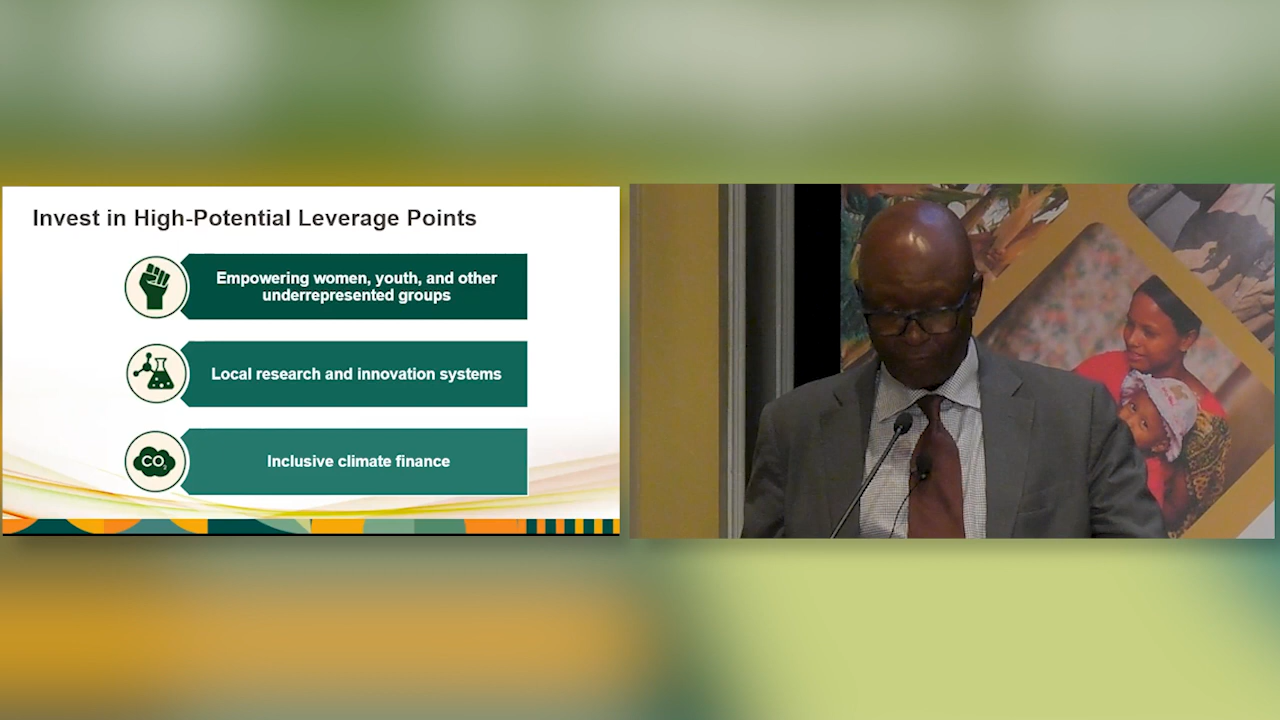 Invest in High-Potential Leverage Points
Empowering women, youth, and other
underrepresented groups
Local research and innovation systems
CO₂
Inclusive climate finance